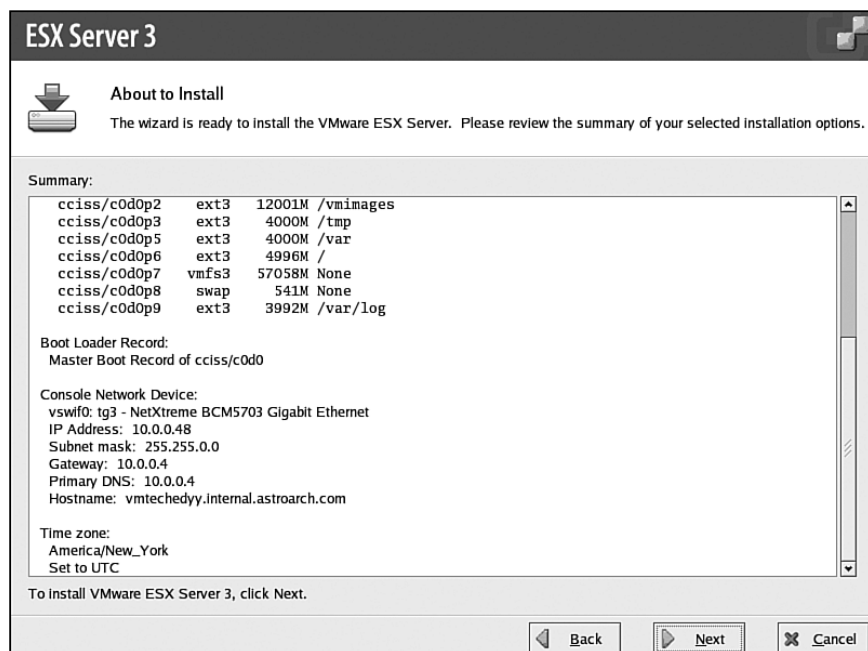 ESX Server 3
About to Install
The wizard is ready to install the VMware ESX Server. Please review the summary of your selected installation options.
Summary:
cciss/c0d0p2 ext3 12001M /vmimages
cciss/c0d0p3 ext3 4000M /tmp
cciss/c0d0p5 ext3 4000M /var
cciss/c0d0p6 ext3 4996M /
cciss/c0d0p7 vmfs3 57058M None
cciss/c0d0p8 swap 541M None
cciss/c0d0p9 ext3 3992M /var/log
Boot Loader Record:
Master Boot Record of cciss/c0d0
Console Network Device:
vswif0: tg3 - NetXtreme BCM5703 Gigabit Ethernet
IP Address: 10.0.0.48
Subnet mask: 255.255.0.0
Gateway: 10.0.0.4
Primary DNS: 10.0.0.4
Hostname: vmtechedyy.internal.astroarch.com
Time zone:
America/New_York
Set to UTC
To install VMware ESX Server 3, click Next.
Back Next Cancel